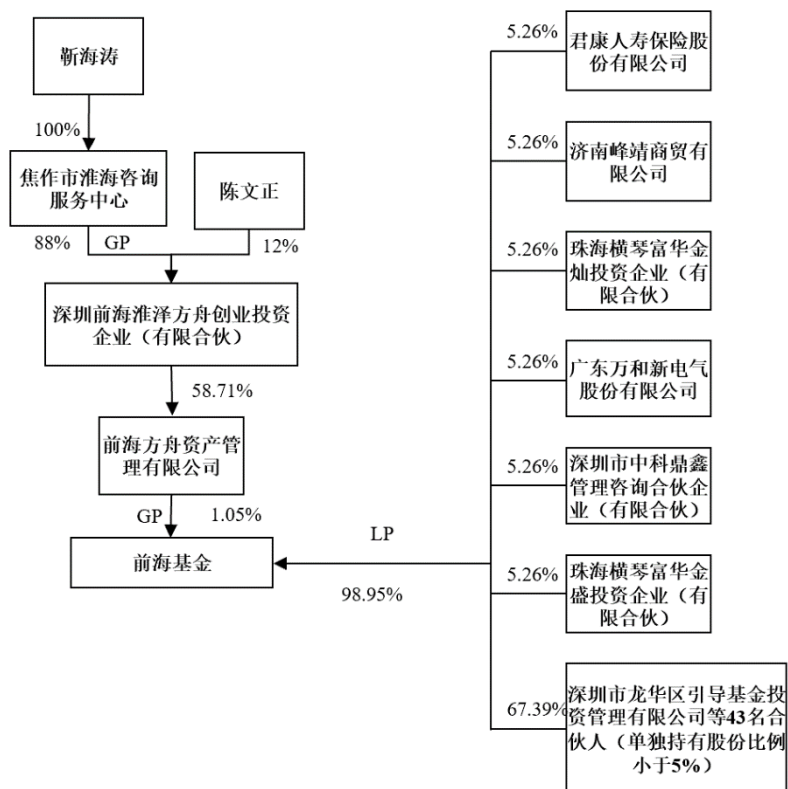 靳海涛
100%
焦作市淮海咨询
服务中心
陈文正
88%
GP
12%
深圳前海淮泽方舟创业投资
企业（有限合伙）
58.71%
前海方舟资产管
理有限公司
GP
1.05%
前海基金
LP
98.95%
5.26%
君康人寿保险股
份有限公司
5.26%
济南峰靖商贸有
限公司
5.26%
珠海横琴富华金
灿投资企业（有
限合伙）
5.26%
广东万和新电气
股份有限公司
5.26%
深圳市中科鼎鑫
管理咨询合伙企
业（有限合伙）
5.26%
珠海横琴富华金
盛投资企业（有
限合伙）
67.39%
深圳市龙华区引导基金投
资管理有限公司等43名合
伙人（单独持有股份比例
小于5%）